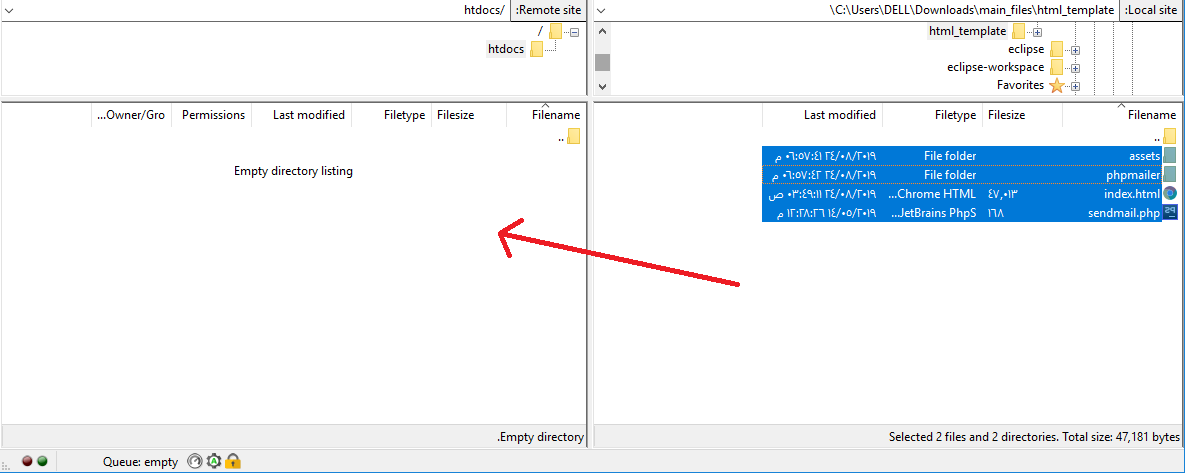 Remote site:
/htdocs
Local site:
\C:\Users\DELL\Downloads\main_files\html_template
/
htdocs
html_template
eclipse
eclipse-workspace
Favorites
Filename Filesize Filetype Last modified Permissions Owner/Gro...
..
Empty directory listing
Empty directory.
Filename Filesize Filetype Last modified
..
assets File folder ٢٤/٠٨/٢٠١٩ ٠٦:٥٧:٤١ م
phpmailer File folder ٢٤/٠٨/٢٠١٩ ٠٦:٥٧:٤٢ م
index.html ٤٧,٠١٣ Chrome HTML... ٢٤/٠٨/٢٠١٩ ٠٣:٤٩:١١ ص
sendmail.php ١٦٨ JetBrains PhpS... ١٤/٠٥/٢٠١٩ ١٢:٢٨:٢٦ م
Selected 2 files and 2 directories. Total size: 47,181 bytes
Queue: empty